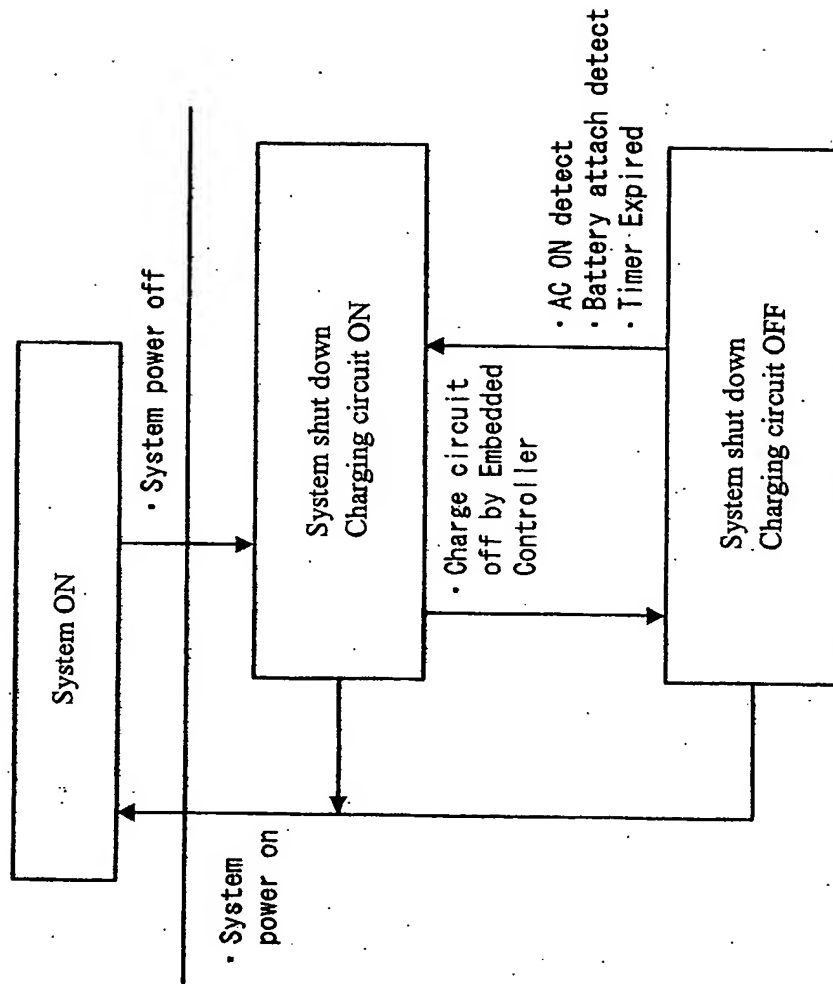 System ON
· System power off
· System
power on
System shut down
Charging circuit ON
· Charge circuit
off by Embedded
Controller
· AC ON detect
· Battery attach detect
· Timer Expired
System shut down
Charging circuit OFF